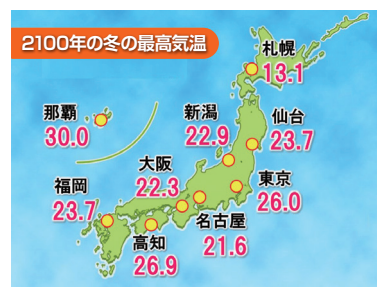 2100年の冬の最高気温
札幌
13.1
那覇
30.0
新潟
22.9
仙台
23.7
大阪
22.3
福岡
23.7
東京
26.0
名古屋
21.6
高知
26.9